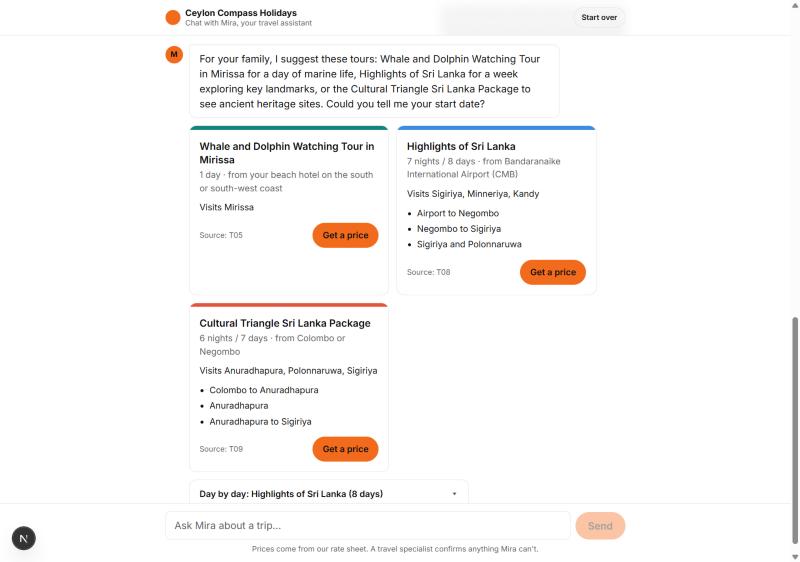 Ceylon Compass Holidays
Chat with Mira, your travel assistant
Start over
M
For your family, I suggest these tours: Whale and Dolphin Watching Tour
in Mirissa for a day of marine life, Highlights of Sri Lanka for a week
exploring key landmarks, or the Cultural Triangle Sri Lanka Package to
see ancient heritage sites. Could you tell me your start date?
Whale and Dolphin Watching Tour in
Mirissa
1 day · from your beach hotel on the south
or south-west coast
Visits Mirissa
Source: T05
Get a price
Highlights of Sri Lanka
7 nights / 8 days · from Bandaranaike
International Airport (CMB)
Visits Sigiriya, Minneriya, Kandy
• Airport to Negombo
• Negombo to Sigiriya
• Sigiriya and Polonnaruwa
Source: T08
Get a price
Cultural Triangle Sri Lanka Package
6 nights / 7 days · from Colombo or
Negombo
Visits Anuradhapura, Polonnaruwa, Sigiriya
• Colombo to Anuradhapura
• Anuradhapura
• Anuradhapura to Sigiriya
Source: T09
Get a price
Day by day: Highlights of Sri Lanka (8 days)
Ask Mira about a trip...
Send
N
Prices come from our rate sheet. A travel specialist confirms anything Mira can't.